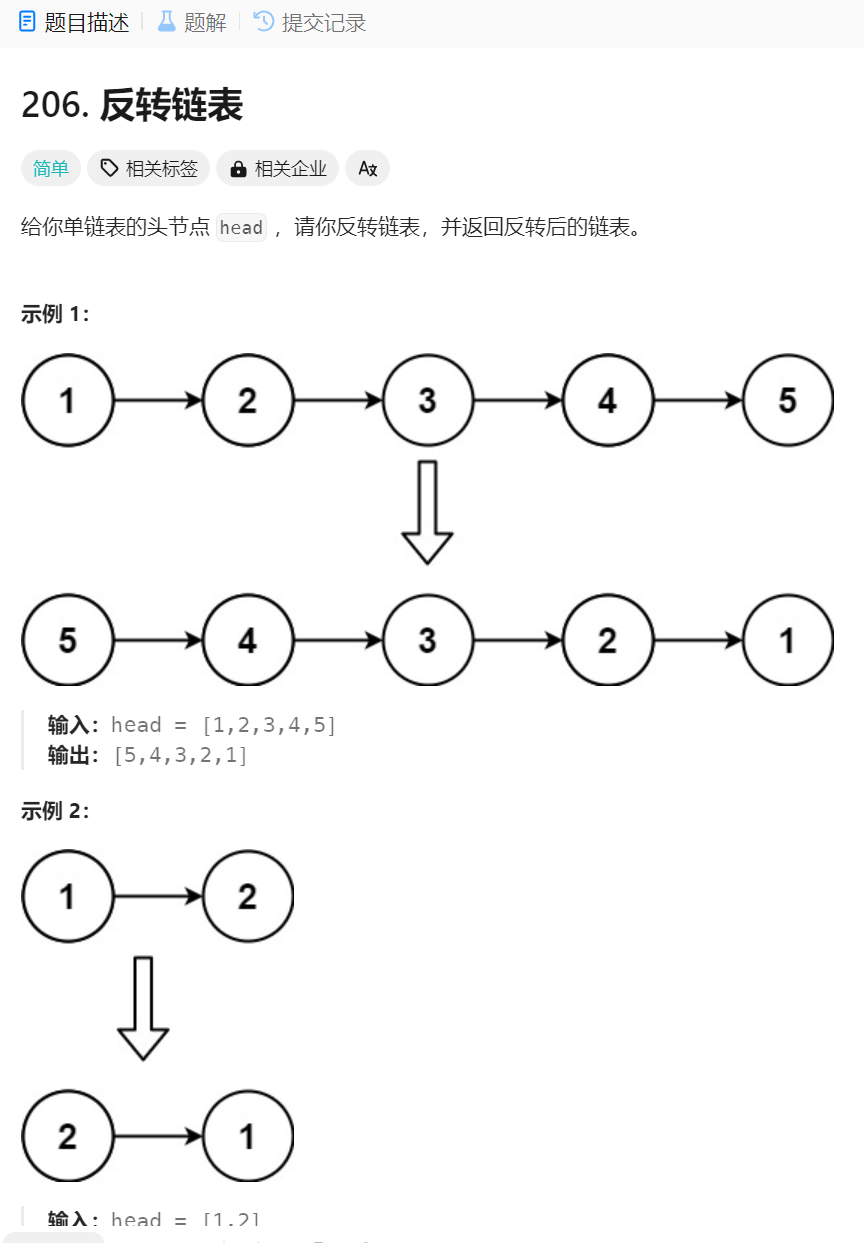 题目描述 题解 提交记录
206. 反转链表
简单 相关标签 相关企业
给你单链表的头节点 head ，请你反转链表，并返回反转后的链表。
示例 1：
1 2 3 4 5
5 4 3 2 1
输入：head = [1,2,3,4,5]
输出：[5,4,3,2,1]
示例 2：
1 2
2 1
输入：head = [1,2]